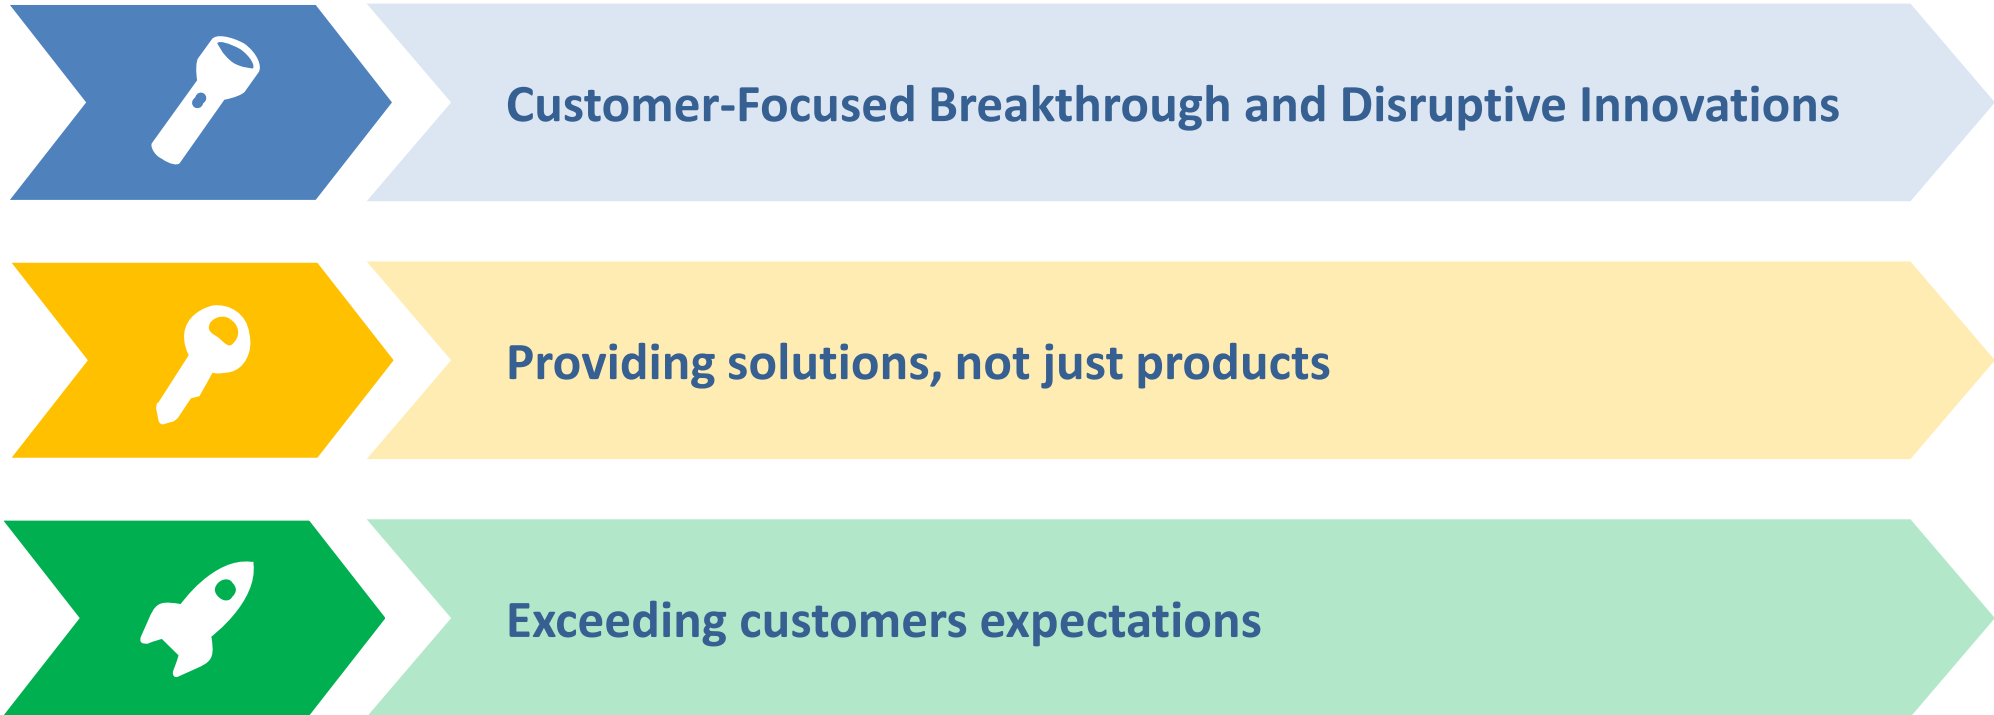 Customer-Focused Breakthrough and Disruptive Innovations
Providing solutions, not just products
Exceeding customers expectations